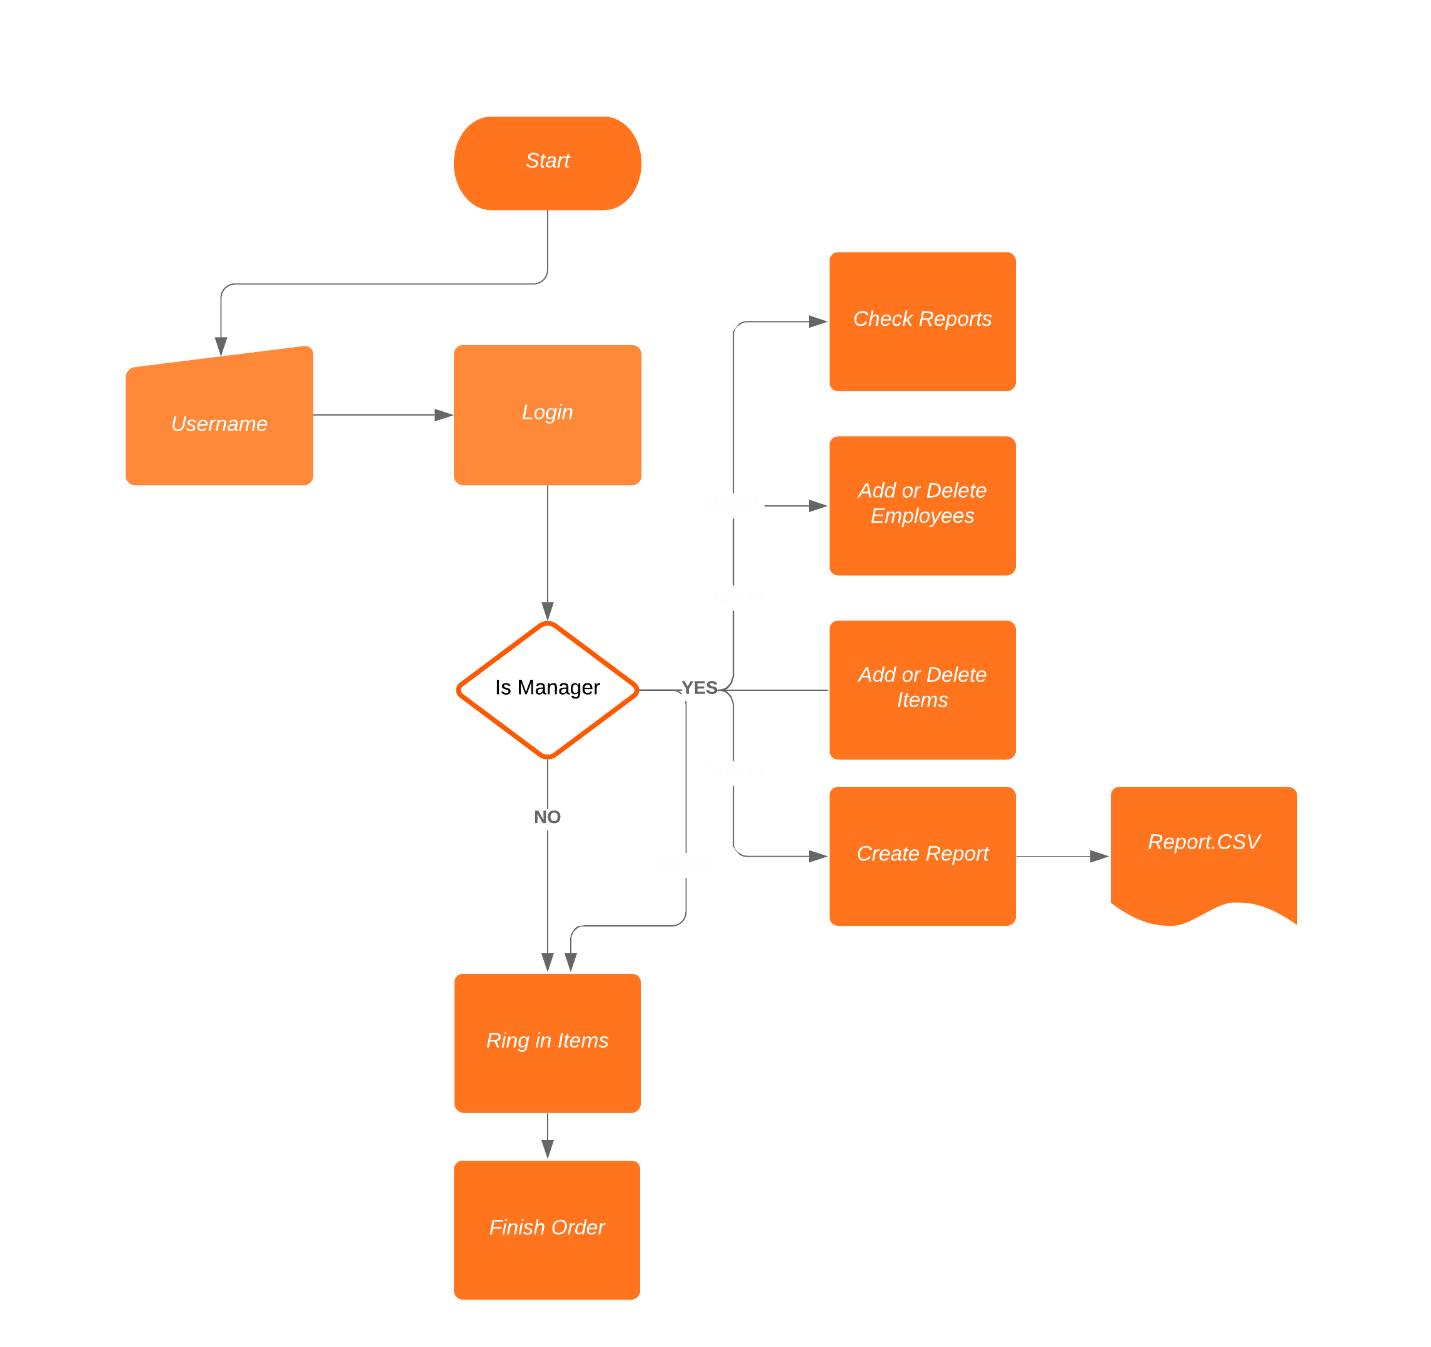 Start
Username
Login
Check Reports
Add or Delete
Employees
Is Manager
YES
Add or Delete
Items
NO
Create Report
Report.CSV
Ring in Items
Finish Order